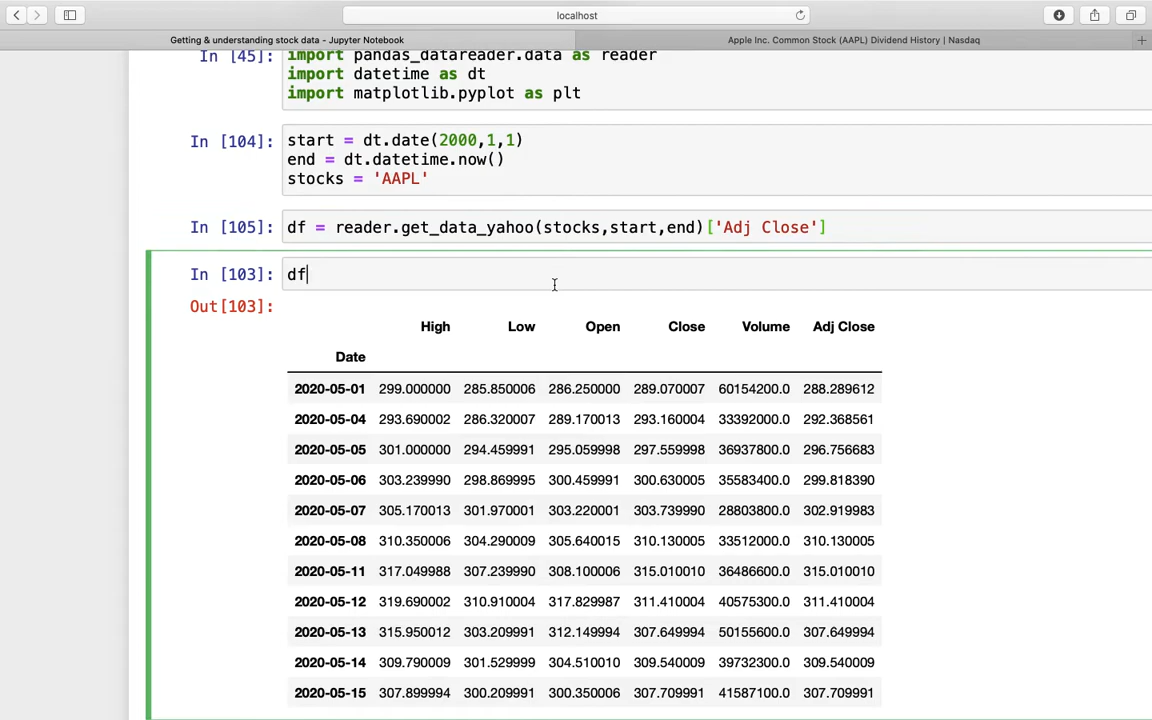 localhost
Getting & understanding stock data - Jupyter Notebook
Apple Inc. Common Stock (AAPL) Dividend History | Nasdaq
In [45]: import pandas_datareader.data as reader
import datetime as dt
import matplotlib.pyplot as plt
In [104]: start = dt.date(2000,1,1)
end = dt.datetime.now()
stocks = 'AAPL'
In [105]: df = reader.get_data_yahoo(stocks,start,end)['Adj Close']
In [103]: df
Out[103]:
High Low Open Close Volume Adj Close
Date
2020-05-01 299.000000 285.850006 286.250000 289.070007 60154200.0 288.289612
2020-05-04 293.690002 286.320007 289.170013 293.160004 33392000.0 292.368561
2020-05-05 301.000000 294.459991 295.059998 297.559998 36937800.0 296.756683
2020-05-06 303.239990 298.869995 300.459991 300.630005 35583400.0 299.818390
2020-05-07 305.170013 301.970001 303.220001 303.739990 28803800.0 302.919983
2020-05-08 310.350006 304.290009 305.640015 310.130005 33512000.0 310.130005
2020-05-11 317.049988 307.239990 308.100006 315.010010 36486600.0 315.010010
2020-05-12 319.690002 310.910004 317.829987 311.410004 40575300.0 311.410004
2020-05-13 315.950012 303.209991 312.149994 307.649994 50155600.0 307.649994
2020-05-14 309.790009 301.529999 304.510010 309.540009 39732300.0 309.540009
2020-05-15 307.899994 300.209991 300.350006 307.709991 41587100.0 307.709991